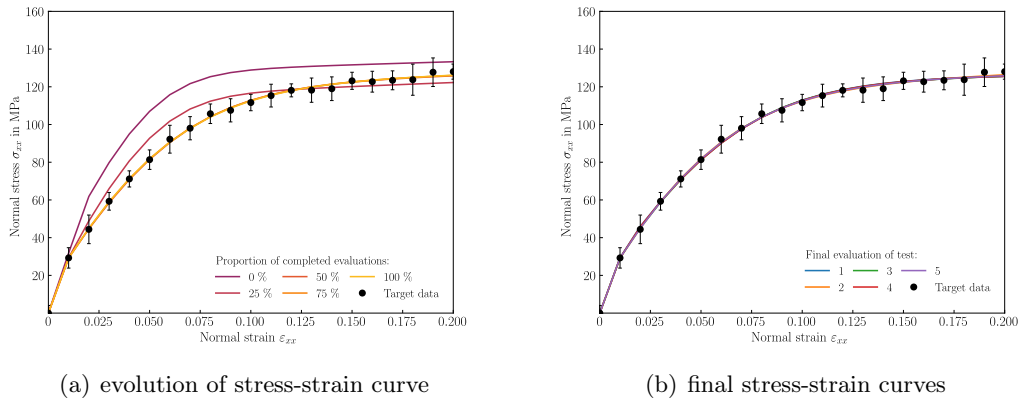 160
140
120
100
80
60
40
20
Normal stress σxx in MPa
Proportion of completed evaluations:
0 % 50 % 100 %
25 % 75 % Target data
0 0.025 0.050 0.075 0.100 0.125 0.150 0.175 0.200
Normal strain εxx
(a) evolution of stress-strain curve
160
140
120
100
80
60
40
20
Normal stress σxx in MPa
Final evaluation of test:
1 3 5
2 4 Target data
0 0.025 0.050 0.075 0.100 0.125 0.150 0.175 0.200
Normal strain εxx
(b) final stress-strain curves